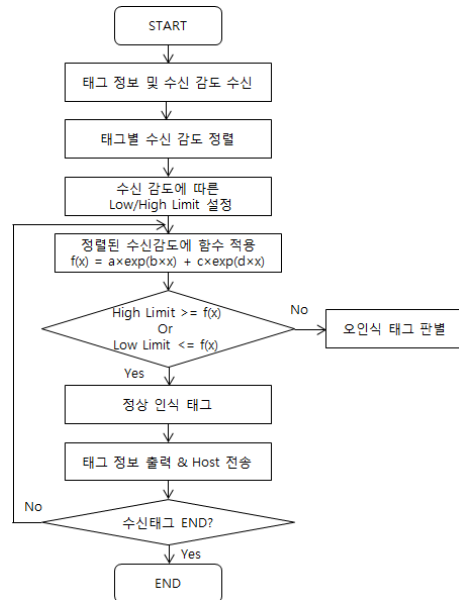 START
태그 정보 및 수신 감도 수신
태그별 수신 감도 정렬
수신 감도에 따른
Low/High Limit 설정
정렬된 수신감도에 함수 적용
f(x) = a×exp(b×x) + c×exp(d×x)
High Limit >= f(x)
Or
Low Limit <= f(x)
No
오인식 태그 판별
Yes
정상 인식 태그
태그 정보 출력 & Host 전송
No
수신태그 END?
Yes
END